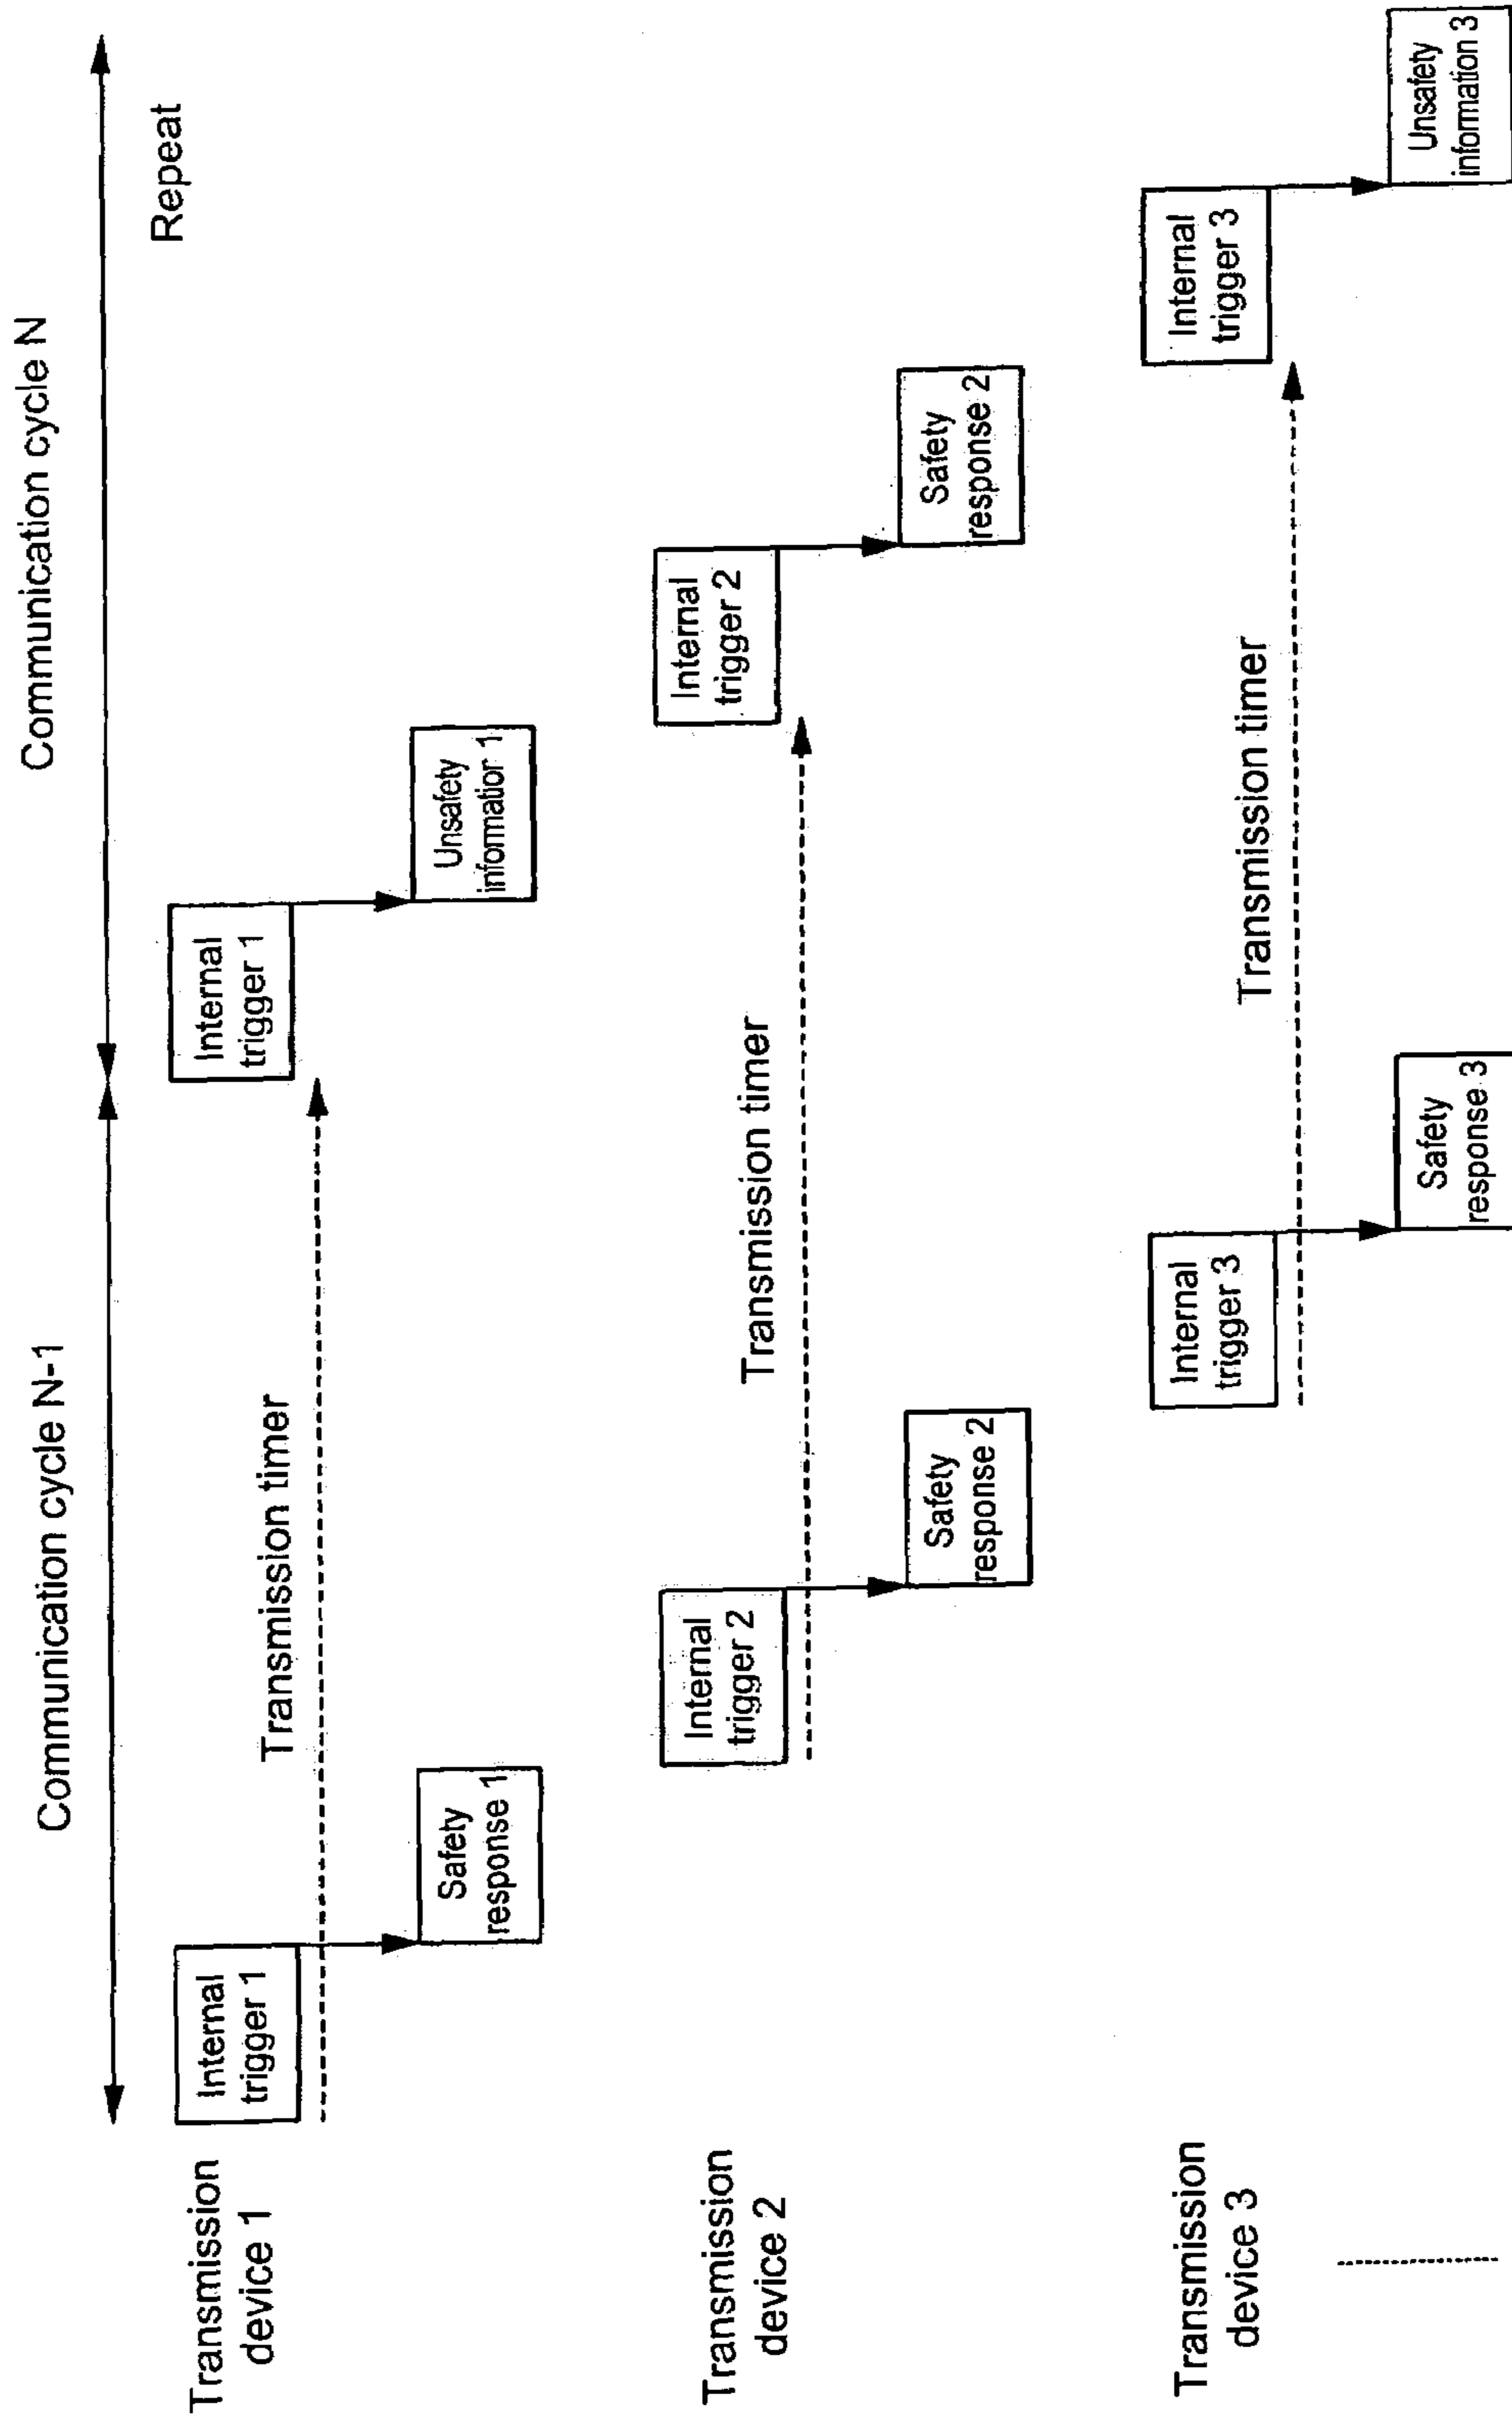 Communication cycle N-1
Communication cycle N
Repeat
Transmission
device 1
Internal
trigger 1
Transmission timer
Internal
trigger 1
Safety
response 1
Unsafety
informatior 1
Transmission
device 2
Internal
trigger 2
Transmission timer
Internal
trigger 2
Safety
response 2
Safety
response 2
Transmission
device 3
Internal
trigger 3
Transmission timer
Internal
trigger 3
Safety
response 3
Unsafety
information 3